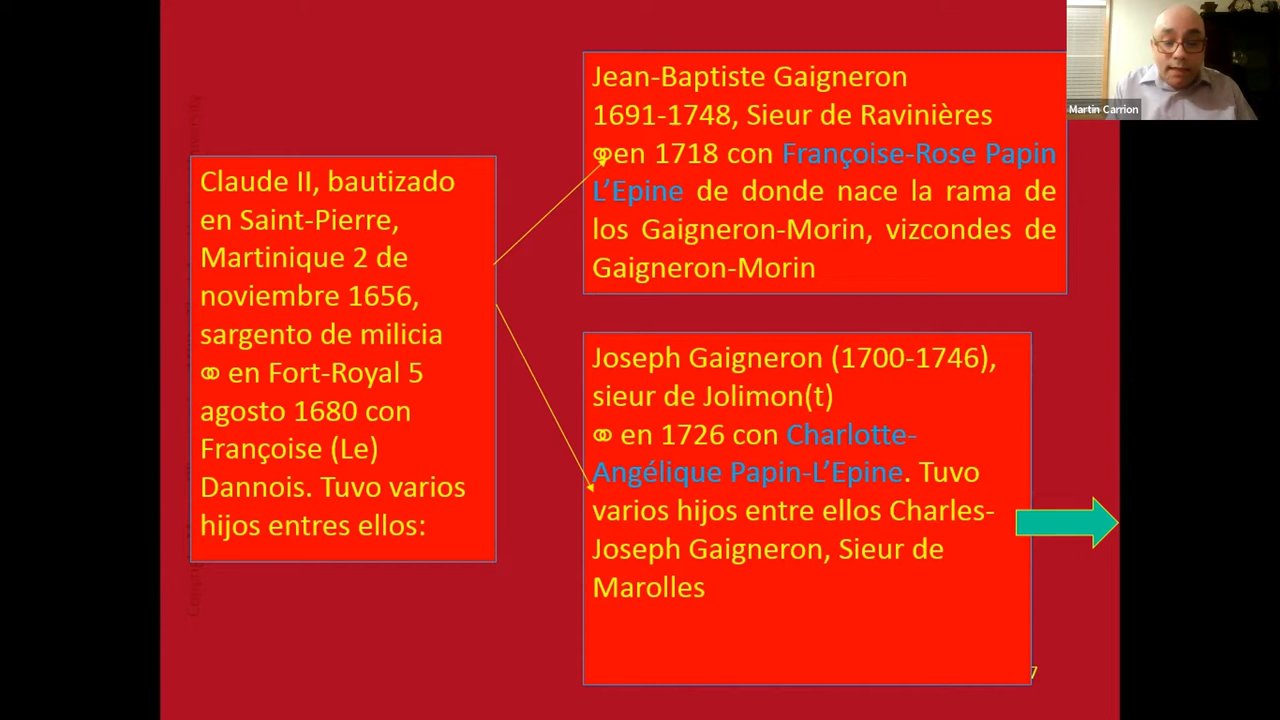 Claude II, bautizado
en Saint-Pierre,
Martinique 2 de
noviembre 1656,
sargento de milicia
⚭ en Fort-Royal 5
agosto 1680 con
Françoise (Le)
Dannois. Tuvo varios
hijos entres ellos:
Jean-Baptiste Gaigneron
1691-1748, Sieur de Ravinières
⚭en 1718 con Françoise-Rose Papin
L’Epine de donde nace la rama de
los Gaigneron-Morin, vizcondes de
Gaigneron-Morin
Joseph Gaigneron (1700-1746),
sieur de Jolimon(t)
⚭ en 1726 con Charlotte-
Angélique Papin-L’Epine. Tuvo
varios hijos entre ellos Charles-
Joseph Gaigneron, Sieur de
Marolles
7
Martin Carrion